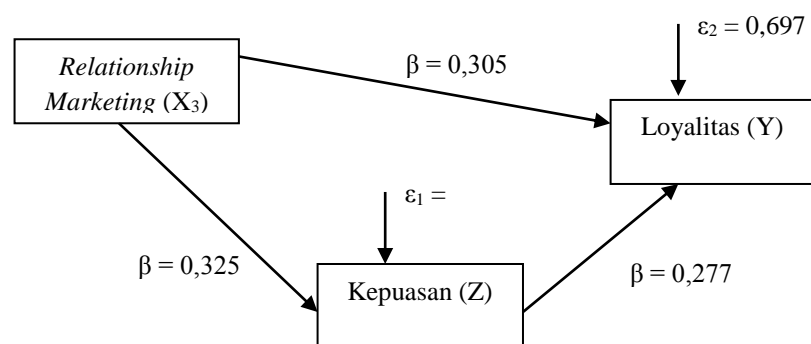 Relationship
Marketing (X₃)
β = 0,305
ε₂ = 0,697
Loyalitas (Y)
ε₁ =
β = 0,325
Kepuasan (Z)
β = 0,277